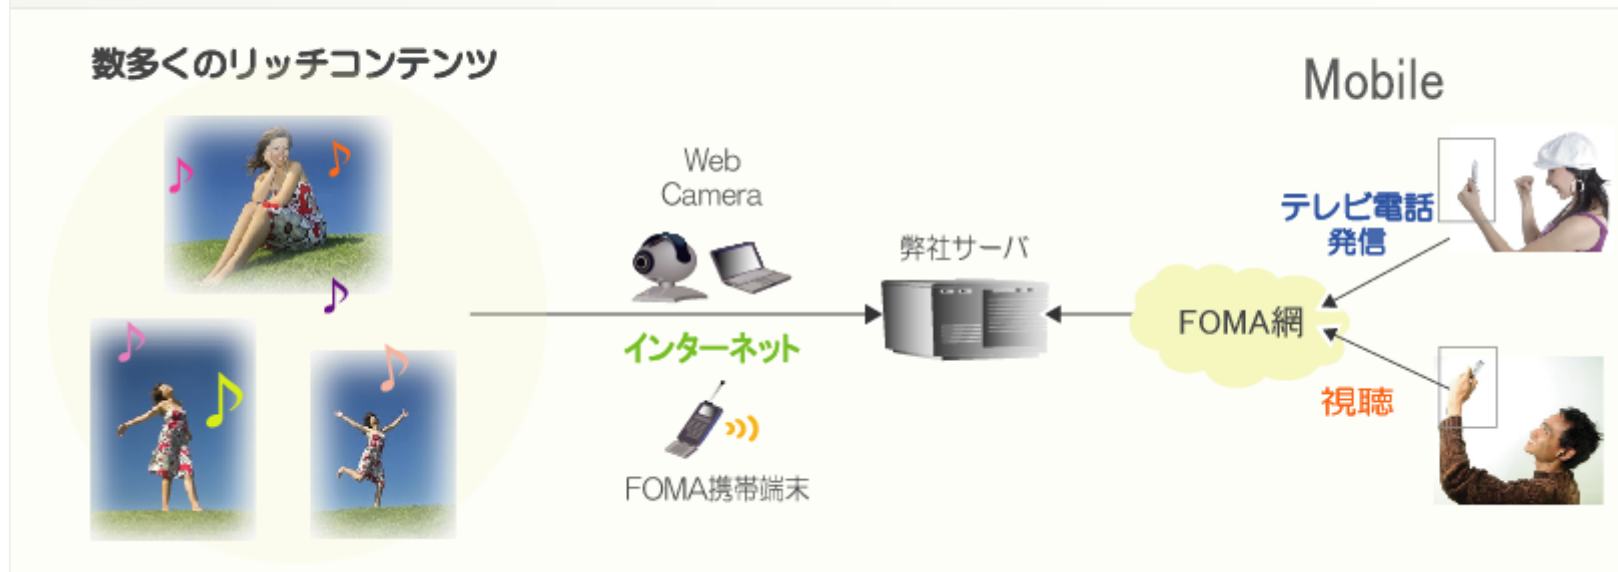 数多くのリッチコンテンツ
Web
Camera
インターネット
FOMA携帯端末
弊社サーバ
FOMA網
Mobile
テレビ電話
発信
視聴